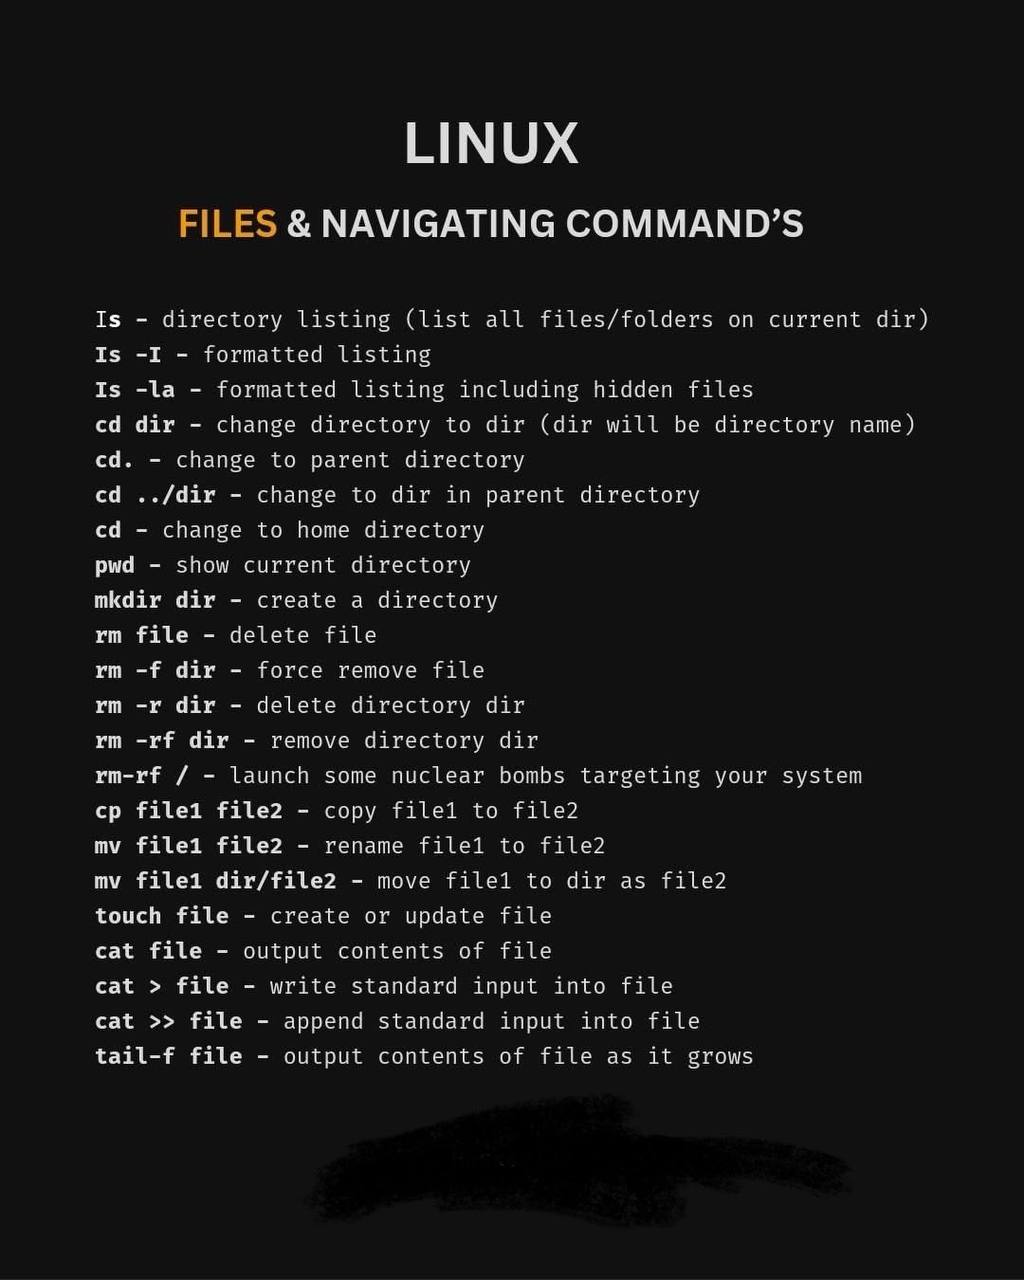 LINUX
FILES & NAVIGATING COMMAND’S
Is – directory listing (list all files/folders on current dir)
Is –I – formatted listing
Is –la – formatted listing including hidden files
cd dir – change directory to dir (dir will be directory name)
cd. – change to parent directory
cd ../dir – change to dir in parent directory
cd – change to home directory
pwd – show current directory
mkdir dir – create a directory
rm file – delete file
rm –f dir – force remove file
rm –r dir – delete directory dir
rm –rf dir – remove directory dir
rm–rf / – launch some nuclear bombs targeting your system
cp file1 file2 – copy file1 to file2
mv file1 file2 – rename file1 to file2
mv file1 dir/file2 – move file1 to dir as file2
touch file – create or update file
cat file – output contents of file
cat > file – write standard input into file
cat >> file – append standard input into file
tail–f file – output contents of file as it grows